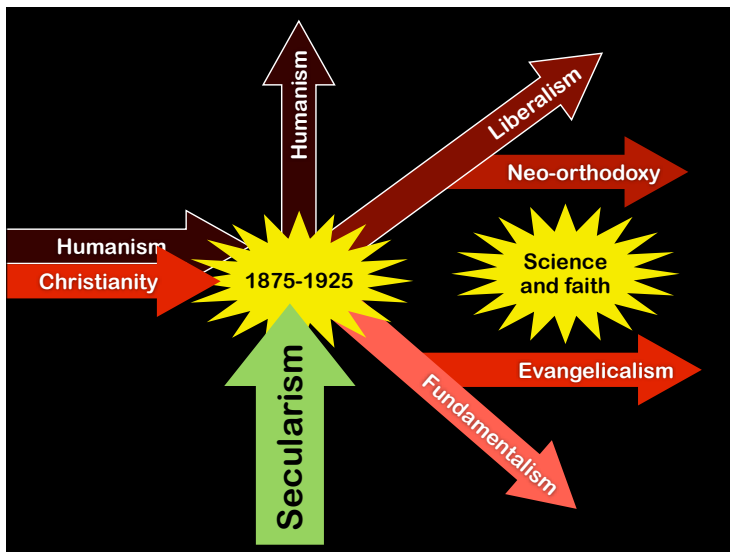 Humanism
Liberalism
Neo-orthodoxy
Humanism
Christianity
1875-1925
Science
and faith
Secularism
Fundamentalism
Evangelicalism